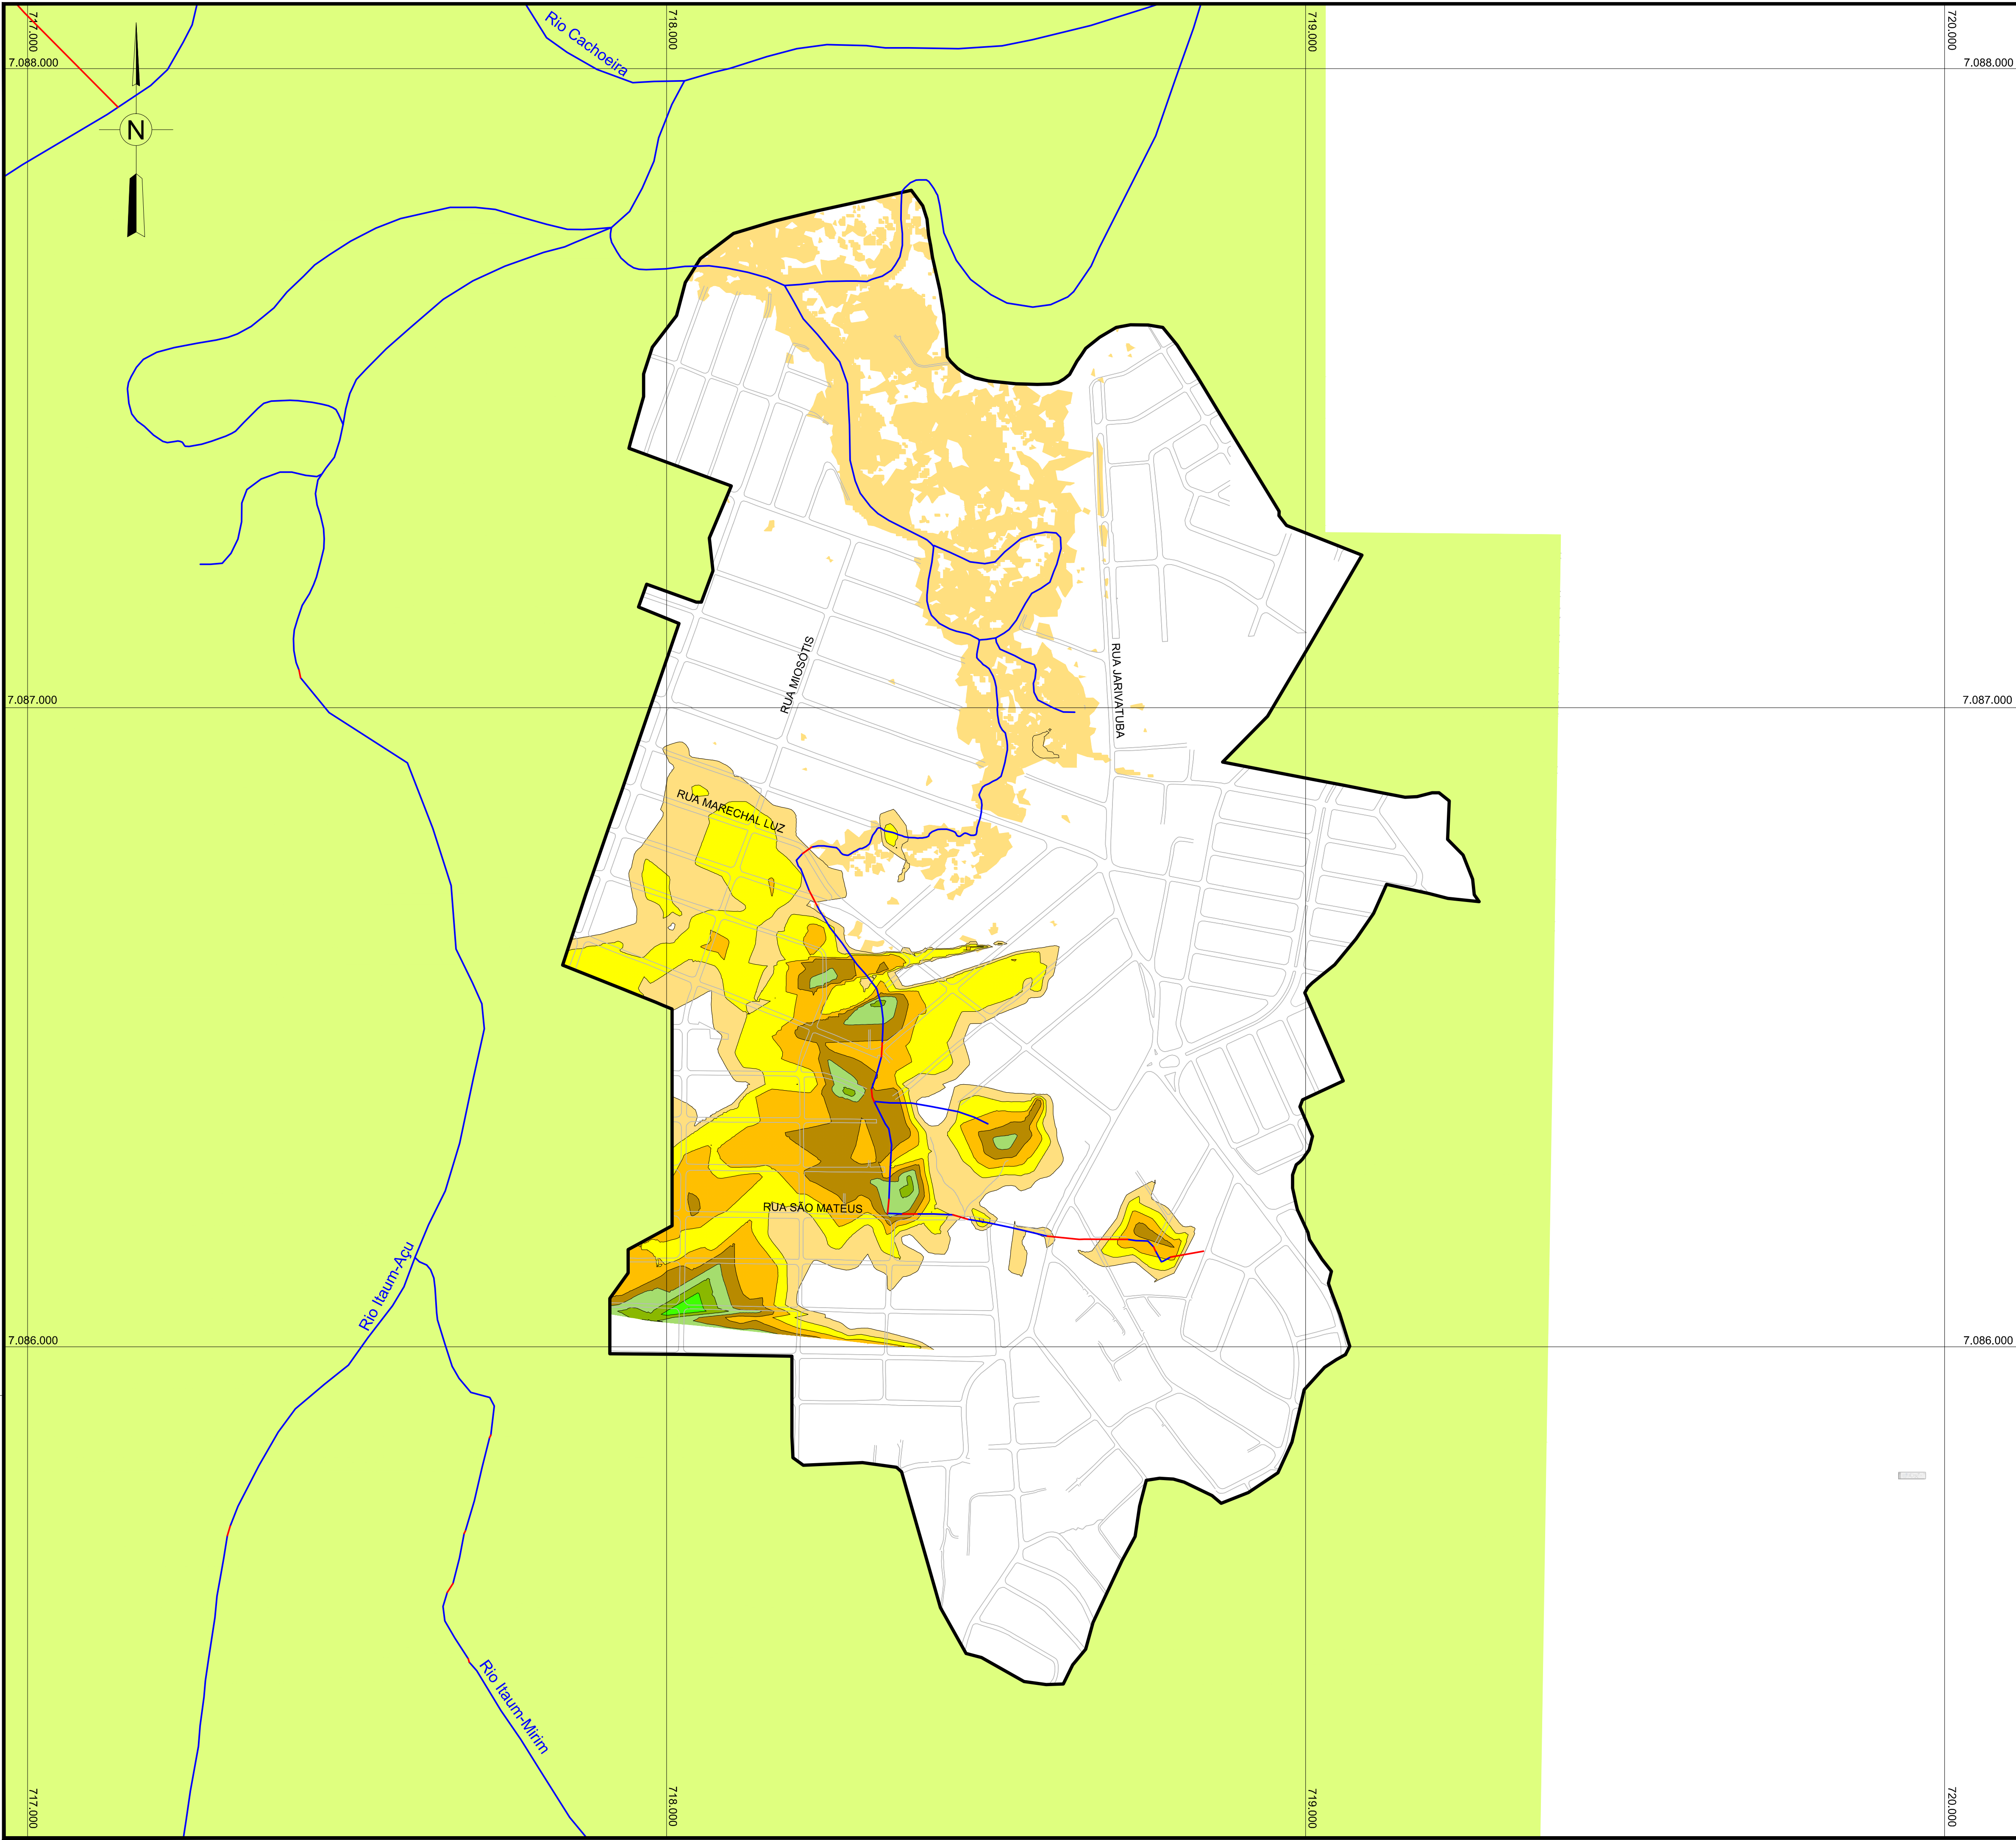 717.000
718.000
719.000
720.000
Rio Cachoeira
7.088.000
7.088.000
N
RUA MIOSÓTIS
RUA JARIVATUBA
7.087.000
7.087.000
RUA MARECHAL LUZ
RUA SÃO MATEUS
Rio Itaum-Açu
7.086.000
7.086.000
Rio Itaum-Mirim
717.000
718.000
719.000
720.000